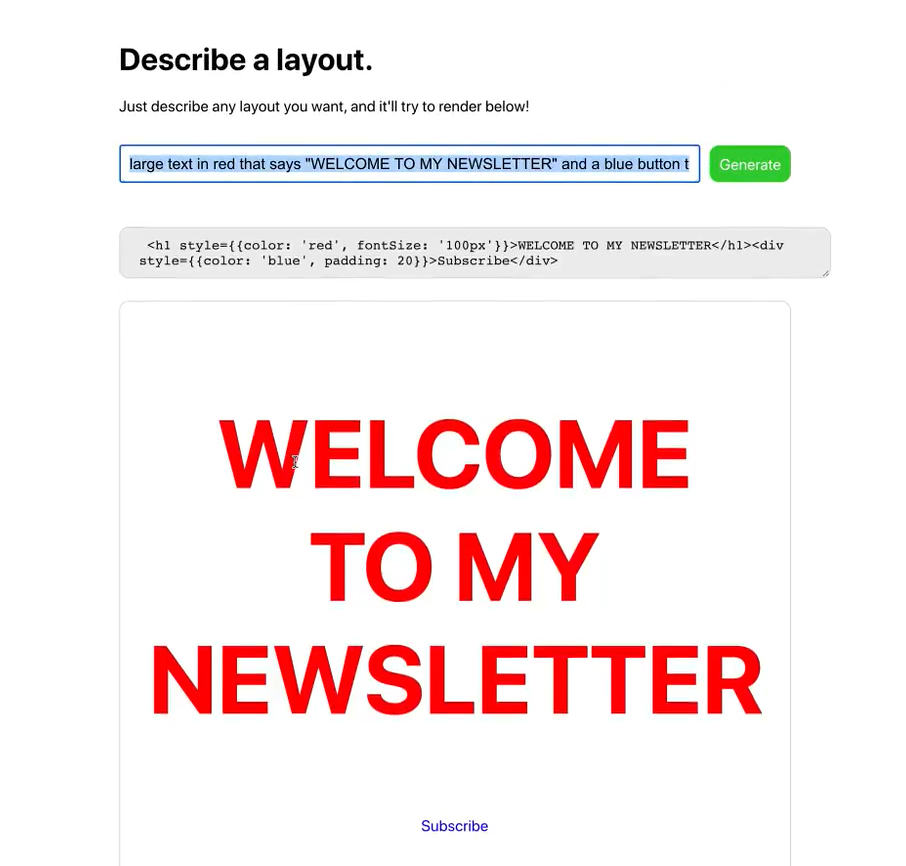 Describe a layout.
Just describe any layout you want, and it'll try to render below!
large text in red that says "WELCOME TO MY NEWSLETTER" and a blue button t
Generate
<h1 style={{color: 'red', fontSize: '100px'}}>WELCOME TO MY NEWSLETTER</h1><div
style={{color: 'blue', padding: 20}}>Subscribe</div>
WELCOME
TO MY
NEWSLETTER
Subscribe